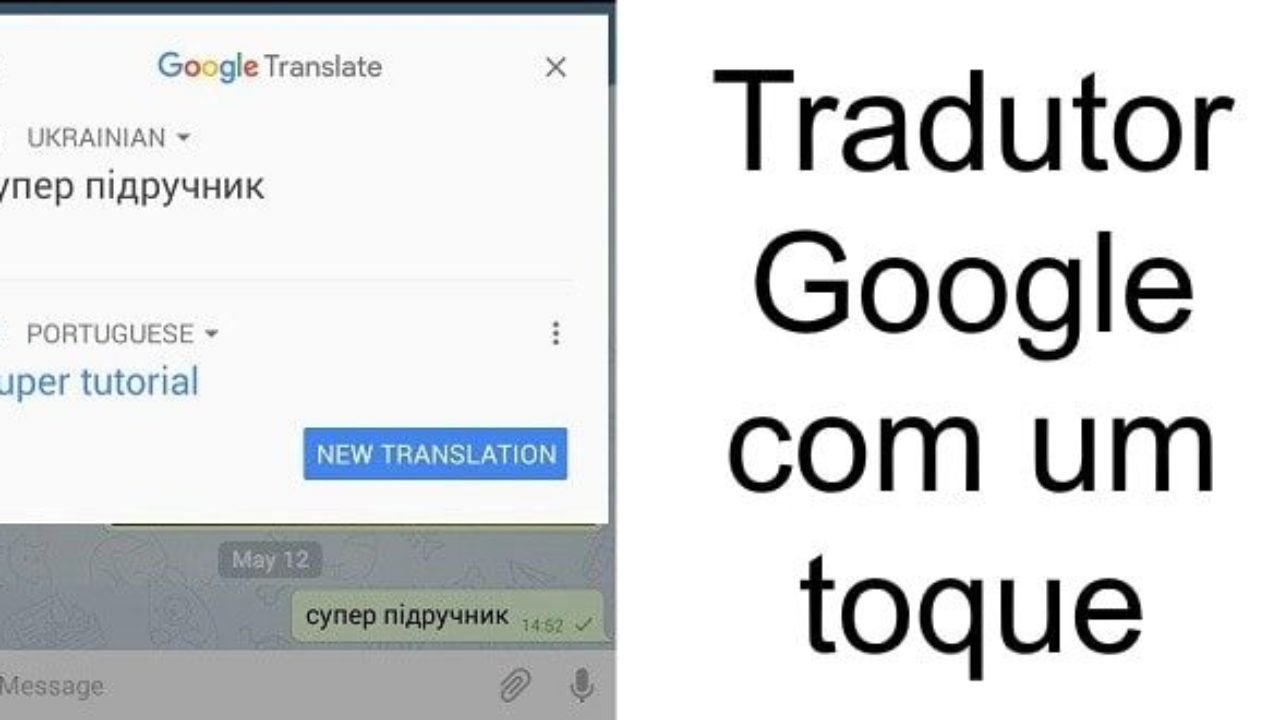 Google Translate
UKRAINIAN
упер підручник
PORTUGUESE
uper tutorial
NEW TRANSLATION
May 12
супер підручник 14:52
Message
Tradutor
Google
com um
toque